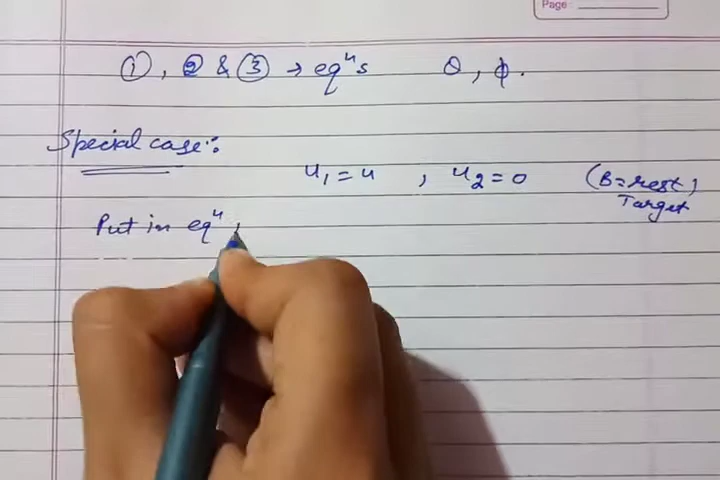 Page:
①, ② & ③ → eqⁿs θ, ϕ.
Special case:
u₁ = u , u₂ = 0 (B = rest)
Target
Put in eqⁿ,